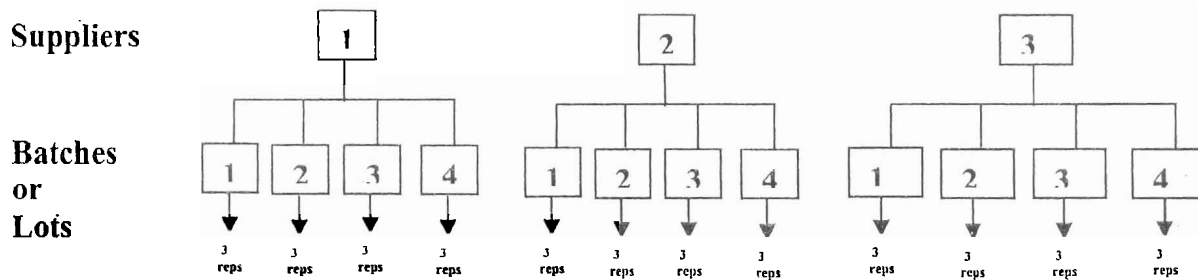 Suppliers
1 2 3
Batches
or
Lots
1 2 3 4 1 2 3 4 1 2 3 4
3 3 3 3 3 3 3 3 3 3 3 3
reps reps reps reps reps reps reps reps reps reps reps reps